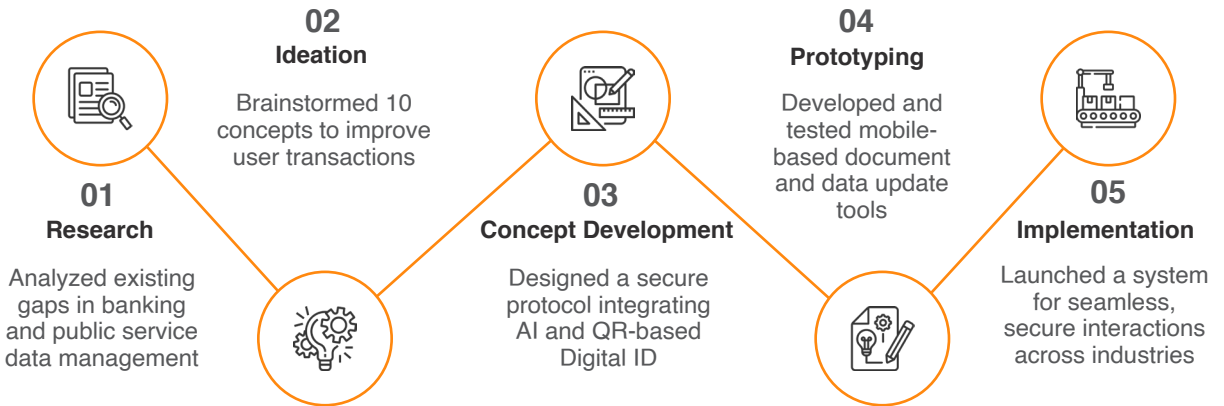 01
Research
Analyzed existing
gaps in banking
and public service
data management
02
Ideation
Brainstormed 10
concepts to improve
user transactions
03
Concept Development
Designed a secure
protocol integrating
AI and QR-based
Digital ID
04
Prototyping
Developed and
tested mobile-
based document
and data update
tools
05
Implementation
Launched a system
for seamless,
secure interactions
across industries